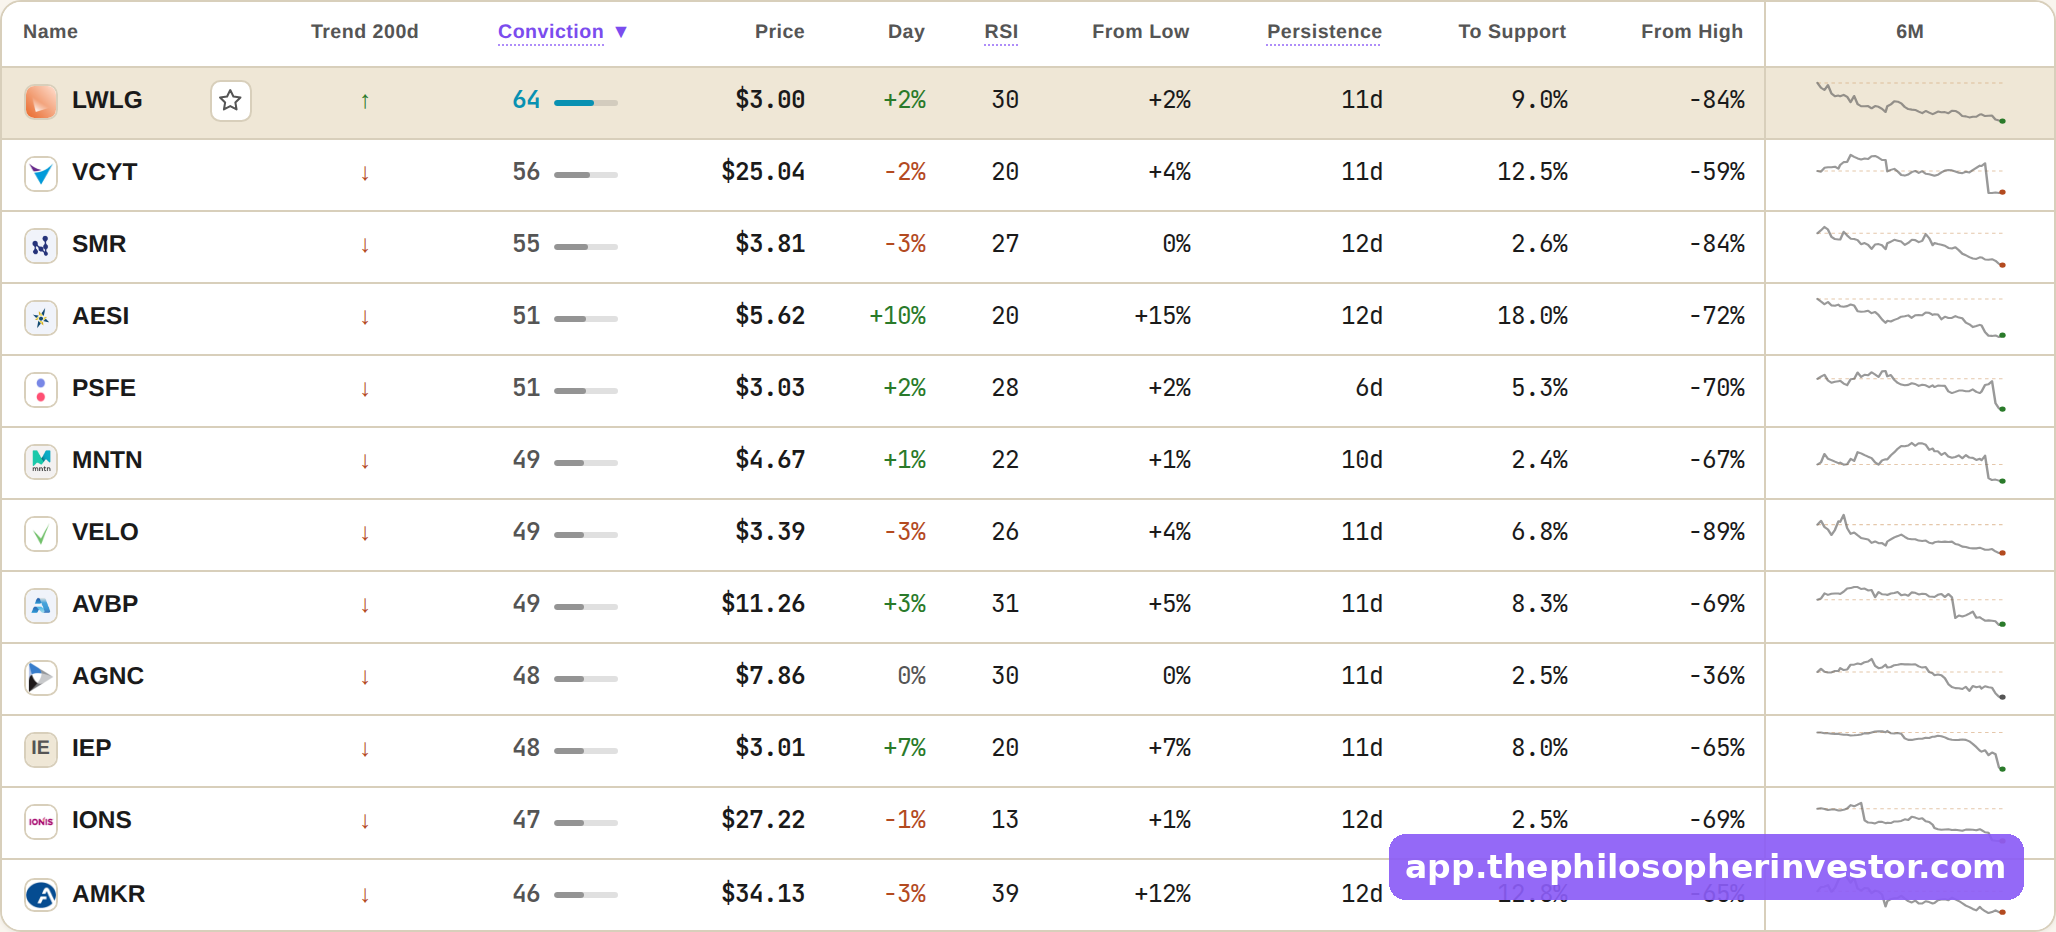 Name Trend 200d Conviction ▼ Price Day RSI From Low Persistence To Support From High 6M
LWLG ↑ 64 $3.00 +2% 30 +2% 11d 9.0% -84%
VCYT ↓ 56 $25.04 -2% 20 +4% 11d 12.5% -59%
SMR ↓ 55 $3.81 -3% 27 0% 12d 2.6% -84%
AESI ↓ 51 $5.62 +10% 20 +15% 12d 18.0% -72%
PSFE ↓ 51 $3.03 +2% 28 +2% 6d 5.3% -70%
mntn MNTN ↓ 49 $4.67 +1% 22 +1% 10d 2.4% -67%
VELO ↓ 49 $3.39 -3% 26 +4% 11d 6.8% -89%
AVBP ↓ 49 $11.26 +3% 31 +5% 11d 8.3% -69%
AGNC ↓ 48 $7.86 0% 30 0% 11d 2.5% -36%
IE IEP ↓ 48 $3.01 +7% 20 +7% 11d 8.0% -65%
IONIS IONS ↓ 47 $27.22 -1% 13 +1% 12d 2.5% -69%
AMKR ↓ 46 $34.13 -3% 39 +12% 12d 12.8% -65%
app.thephilosopherinvestor.com